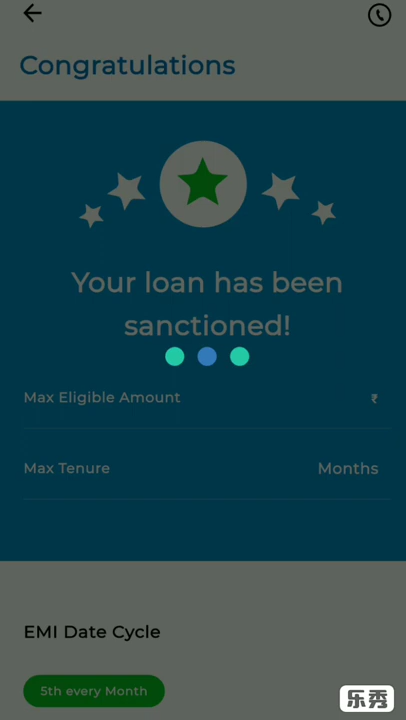 Congratulations
Your loan has been
sanctioned!
Max Eligible Amount ₹
Max Tenure Months
EMI Date Cycle
5th every Month
乐秀